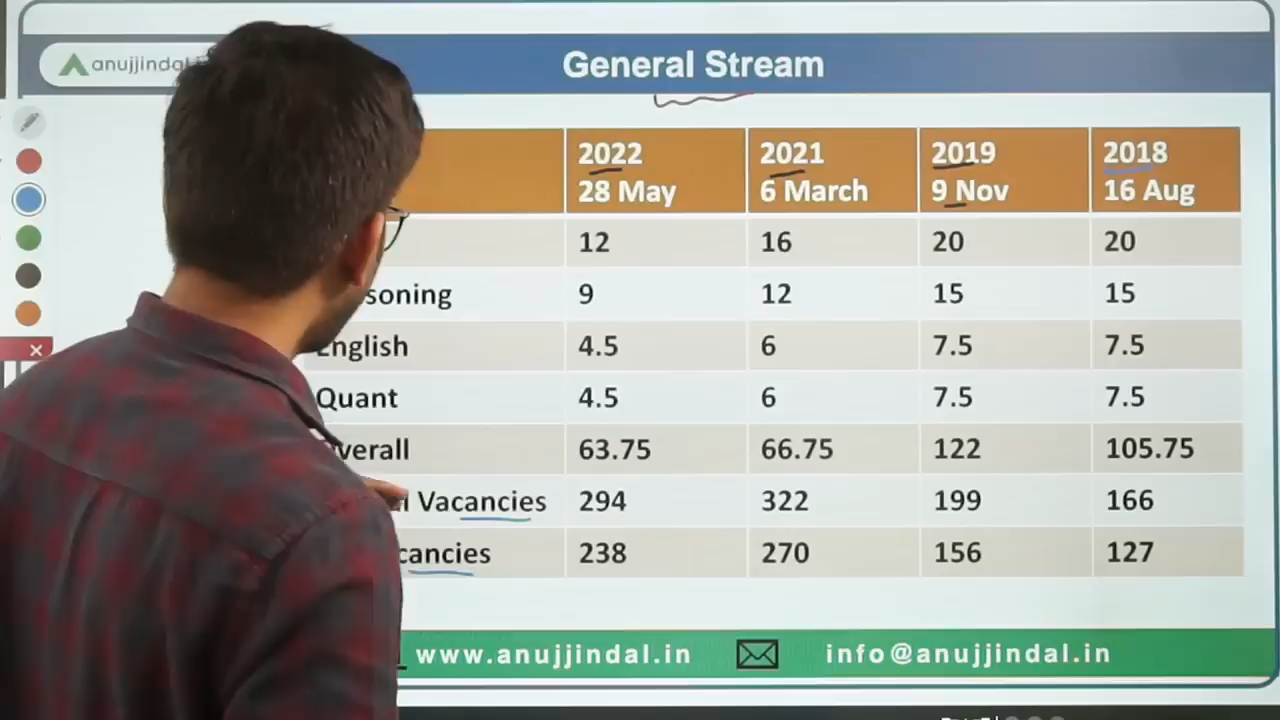 anujjindal
General Stream
2022 2021 2019 2018
28 May 6 March 9 Nov 16 Aug
12 16 20 20
soning 9 12 15 15
English 4.5 6 7.5 7.5
Quant 4.5 6 7.5 7.5
verall 63.75 66.75 122 105.75
l Vacancies 294 322 199 166
cancies 238 270 156 127
www.anujjindal.in info@anujjindal.in